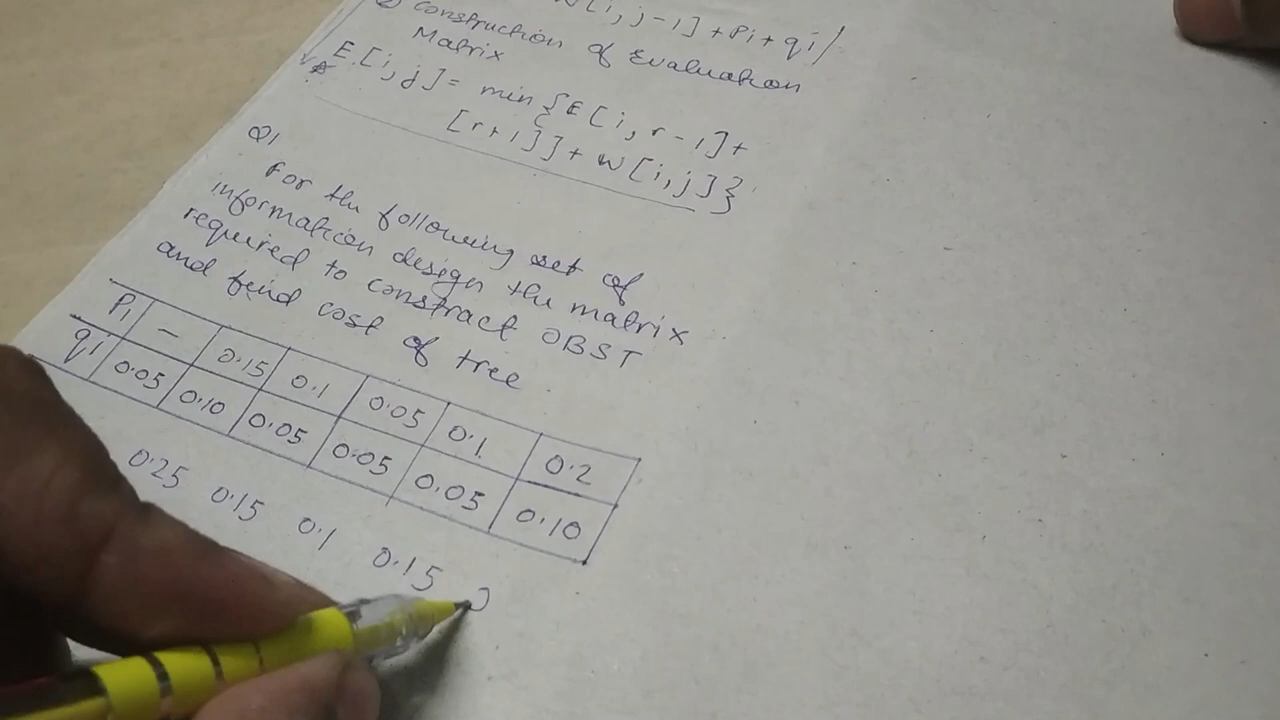 W[i, j-1] + Pi + qi
② Construction of Evaluation
Matrix
E.[i, j] = min {E[i, r-1] +
[r+1]] + W[i, j]}
Q1
For the following set of
information design the matrix
required to constract OBST
and feind cost of tree.
Pi — 0.15 0.1 0.05 0.1 0.2
qi 0.05 0.10 0.05 0.05 0.05 0.10
0.25 0.15 0.1 0.15